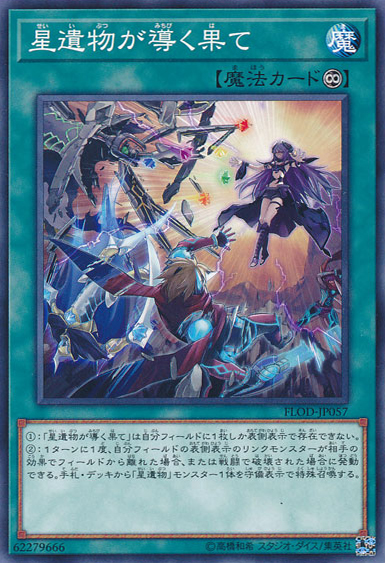 星遺物が導く果て
魔
【魔法カード】
FLOD-JP057
①:「星遺物が導く果て」は自分フィールドに1枚しか表側表示で存在できない。
②:1ターンに1度、自分フィールドの表側表示のリンクモンスターが相手の
効果でフィールドから離れた場合、または戦闘で破壊された場合に発動
できる。手札・デッキから「星遺物」モンスター1体を守備表示で特殊召喚する。
62279666
©高橋和希 スタジオ・ダイス/集英社